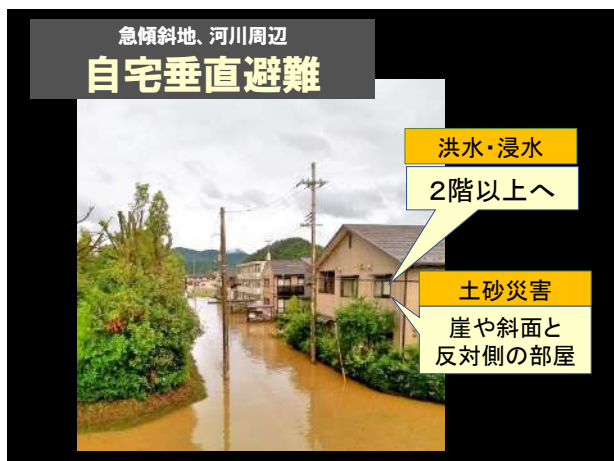 急傾斜地、河川周辺
自宅垂直避難
洪水・浸水
２階以上へ
土砂災害
崖や斜面と
反対側の部屋